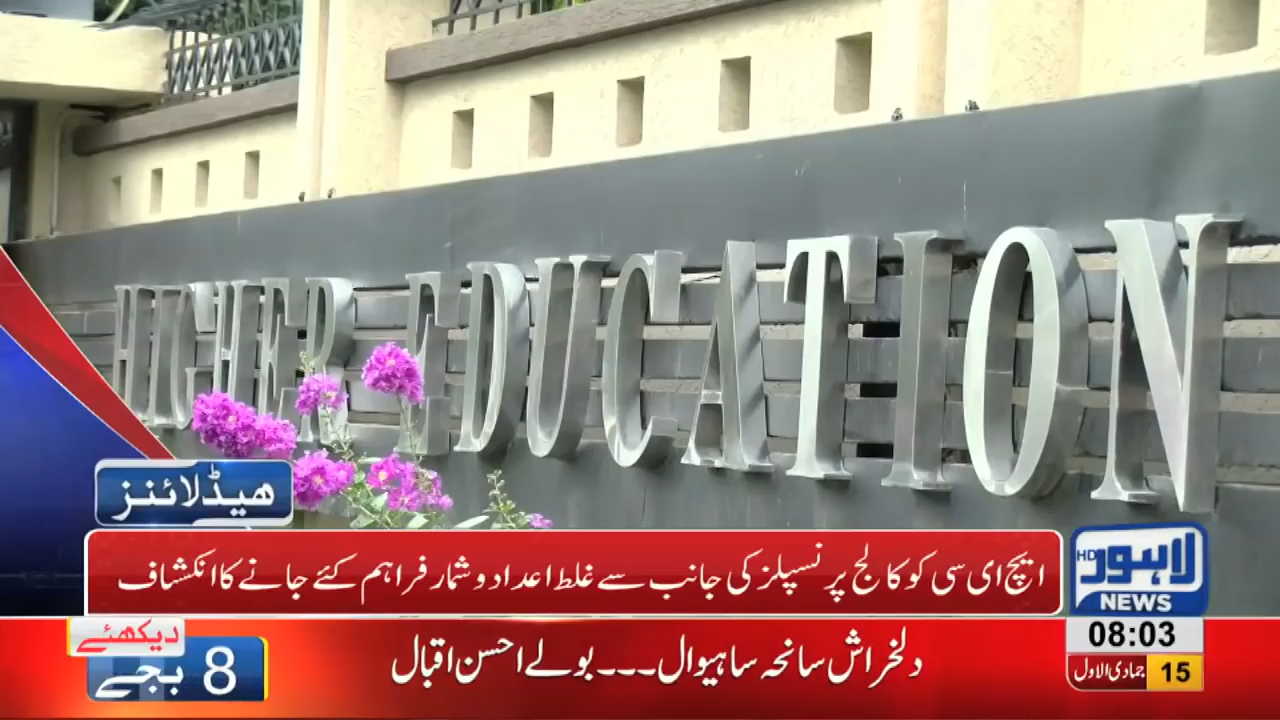 HIGHER EDUCATION
ہیڈلائنز
ایچ ای سی کو کالج پرنسپلز کی جانب سے غلط اعداد و شمار فراہم کئے جانے کا انکشاف
لاہور HD
NEWS
08:03
15 جمادی الاول
دیکھئے
8 بجے
دلخراش سانحہ ساہیوال۔۔۔ بولے احسن اقبال